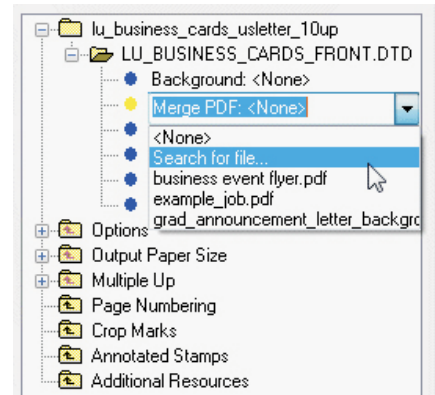 lu_business_cards_usletter_10up
LU_BUSINESS_CARDS_FRONT.DTD
Background: <None>
Merge PDF: <None>
<None>
Search for file...
business event flyer.pdf
example_job.pdf
grad_announcement_letter_backgro
Options
Output Paper Size
Multiple Up
Page Numbering
Crop Marks
Annotated Stamps
Additional Resources